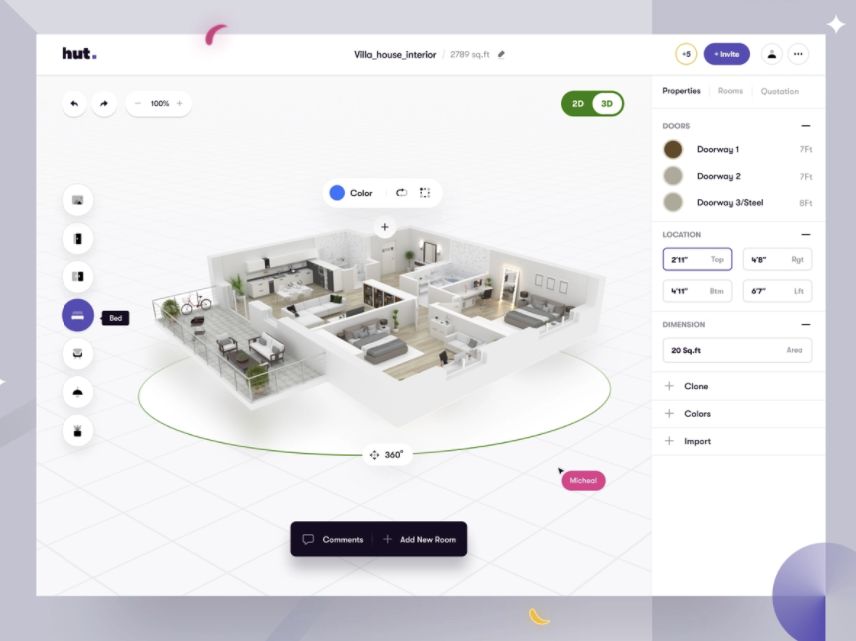 hut.
Villa_house_interior / 2789 sq.ft
+5
+ Invite
Properties
Rooms
Quotation
100%
2D
3D
DOORS
Doorway 1
7Ft
Doorway 2
7Ft
Doorway 3/Steel
8Ft
Color
LOCATION
2'11" Top
4'8" Rgt
4'11" Btm
6'7" Lft
Bed
DIMENSION
20 Sq.ft
Area
Clone
Colors
Import
360°
Micheal
Comments
Add New Room